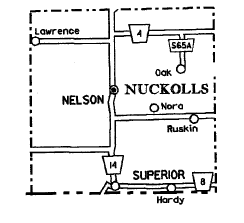 Lawrence
4
S65A
Oak
NELSON
NUCKOLLS
Nora
Ruskin
14
SUPERIOR
8
Hardy